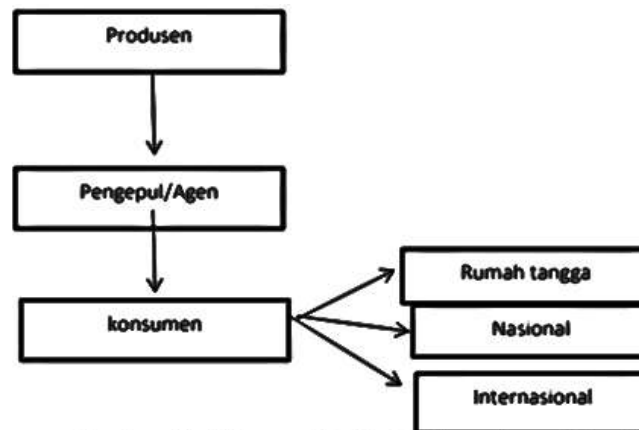 Produsen
Pengepul/Agen
konsumen
Rumah tangga
Nasional
Internasional